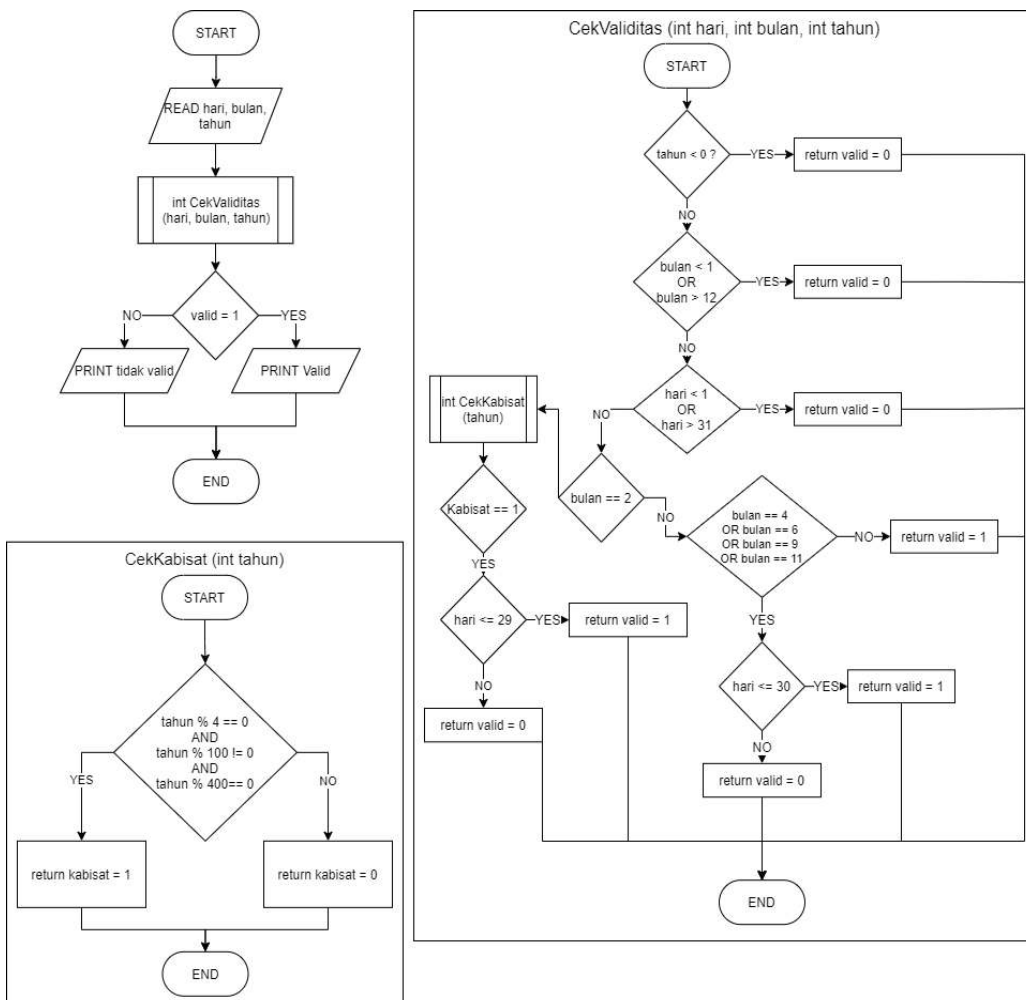 START
READ hari, bulan,
tahun
int CekValiditas
(hari, bulan, tahun)
valid = 1
NO
YES
PRINT tidak valid
PRINT Valid
END
CekKabisat (int tahun)
START
tahun % 4 == 0
AND
tahun % 100 != 0
AND
tahun % 400== 0
YES
NO
return kabisat = 1
return kabisat = 0
END
CekValiditas (int hari, int bulan, int tahun)
START
tahun < 0 ?
YES
return valid = 0
NO
bulan < 1
OR
bulan > 12
YES
return valid = 0
NO
hari < 1
OR
hari > 31
YES
return valid = 0
NO
bulan == 2
int CekKabisat
(tahun)
Kabisat == 1
YES
hari <= 29
YES
return valid = 1
NO
return valid = 0
NO
bulan == 4
OR bulan == 6
OR bulan == 9
OR bulan == 11
NO
return valid = 1
YES
hari <= 30
YES
return valid = 1
NO
return valid = 0
END